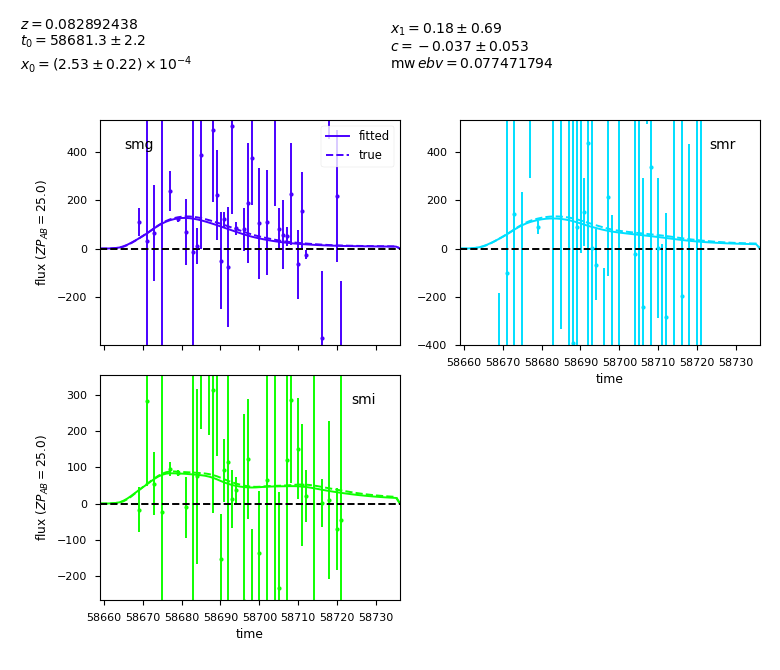 z = 0.082892438
t0 = 58681.3 ± 2.2
x0 = (2.53 ± 0.22) × 10^−4
x1 = 0.18 ± 0.69
c = −0.037 ± 0.053
mw ebv = 0.077471794
smg
fitted
true
400
200
0
−200
flux (ZP_AB = 25.0)
smr
400
200
0
−200
−400
58660 58670 58680 58690 58700 58710 58720 58730
time
smi
300
200
100
0
−100
−200
flux (ZP_AB = 25.0)
58660 58670 58680 58690 58700 58710 58720 58730
time